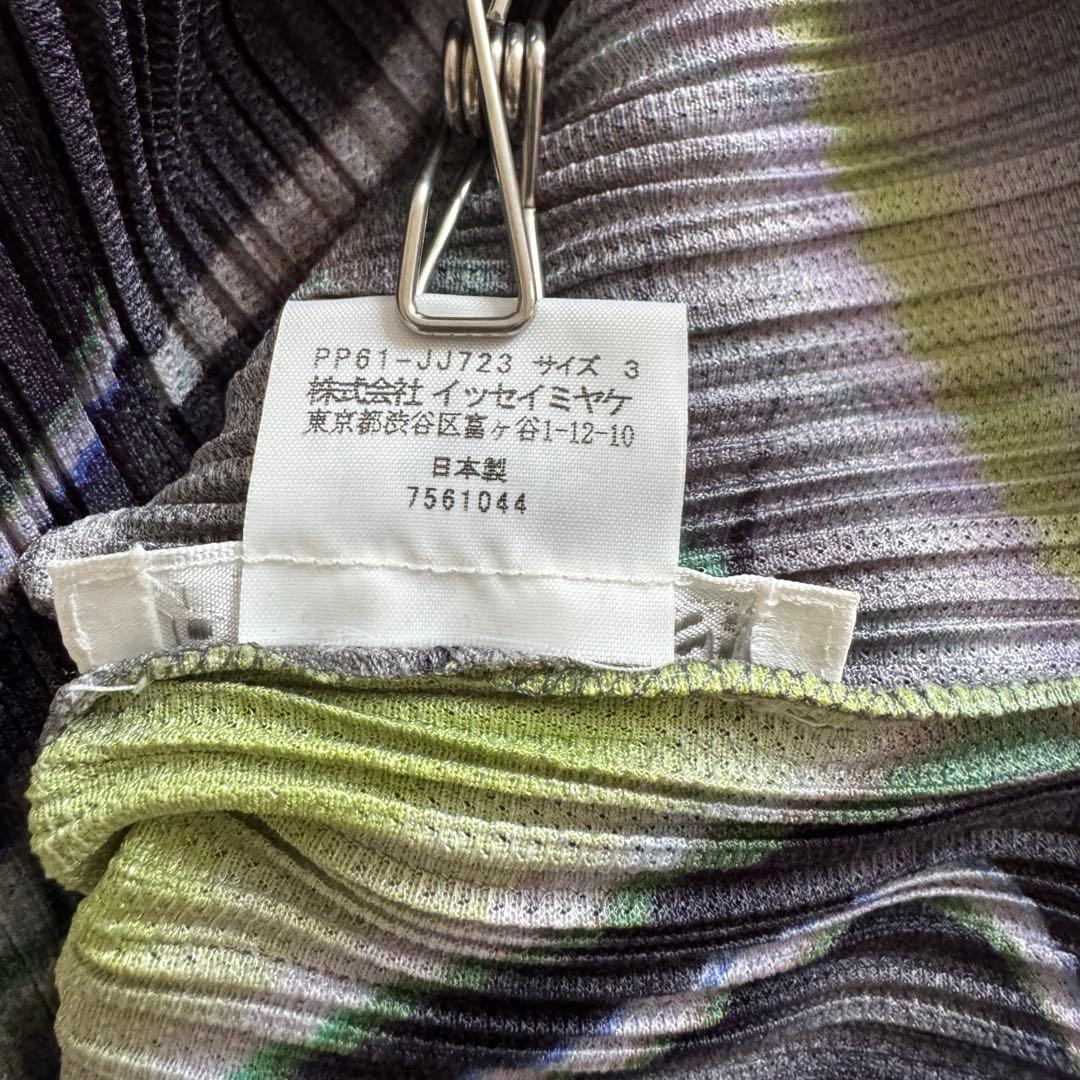 PP61-JJ723 サイズ 3
株式会社 イッセイミヤケ
東京都渋谷区富ヶ谷1-12-10
日本製
7561044